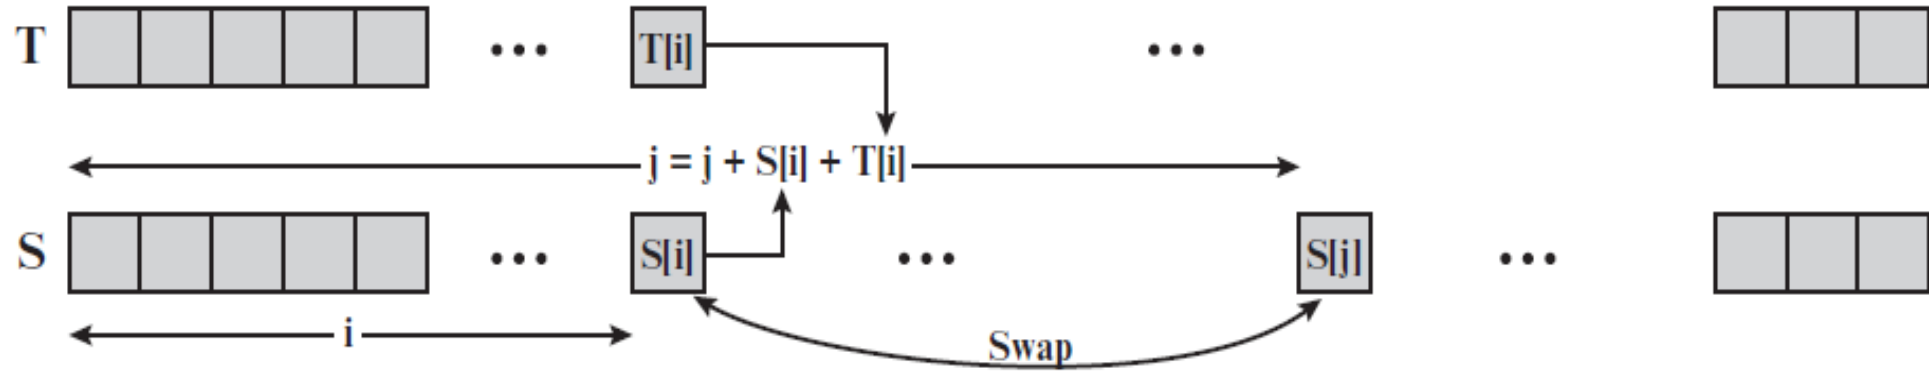 T ... T[i] ...
j = j + S[i] + T[i]
S ... S[i] ... S[j] ...
i
Swap